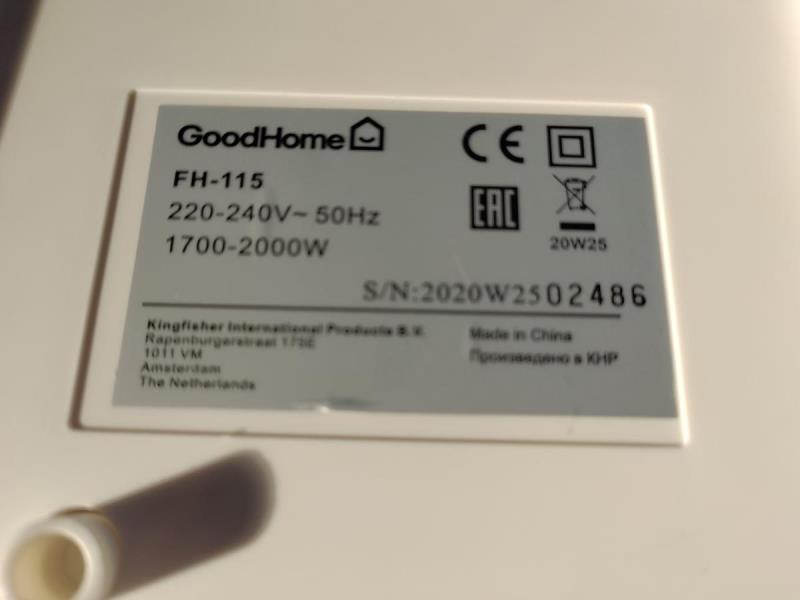 GoodHome
FH-115
220-240V~ 50Hz
1700-2000W
CE
EAC
20W25
S/N:2020W2502486
Kingfisher International Products B.V.
Rapenburgerstraat 175E
1011 VM
Amsterdam
The Netherlands
Made in China
Произведено в КНР